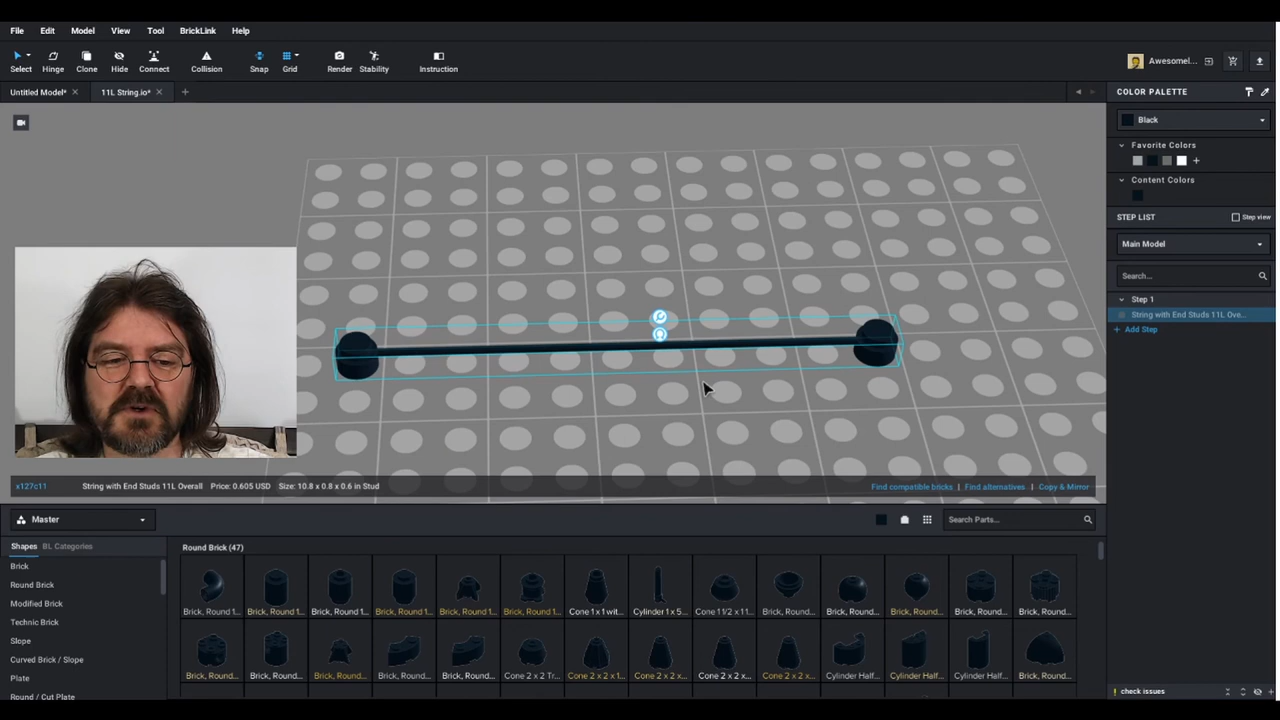 File Edit Model View Tool BrickLink Help
Select Hinge Clone Hide Connect Collision Snap Grid Render Stability Instruction
Awesomel...
Untitled Model* 11L String.io*
COLOR PALETTE
Black
Favorite Colors
Content Colors
STEP LIST Step view
Main Model
Search...
Step 1
String with End Studs 11L Ove...
Add Step
x127c11 String with End Studs 11L Overall Price: 0.605 USD Size: 10.8 x 0.8 x 0.6 in Stud Find compatible bricks | Find alternatives | Copy & Mirror
Master Search Parts...
Shapes BL Categories
Brick
Round Brick
Modified Brick
Technic Brick
Slope
Curved Brick / Slope
Plate
Round / Cut Plate
Round Brick (47)
Brick, Round 1... Brick, Round 1... Brick, Round 1... Brick, Round 1... Brick, Round 1... Brick, Round 1... Cone 1 x 1 wit... Cylinder 1 x 5... Cone 1 1/2 x 11... Brick, Round... Brick, Round... Brick, Round... Brick, Round... Brick, Round...
Brick, Round... Brick, Round... Brick, Round... Brick, Round... Brick, Round... Cone 2 x 2 Tr... Cone 2 x 2 x... Cone 2 x 2 x... Cone 2 x 2 x... Cone 2 x 2 x... Cylinder Half... Cylinder Half... Cylinder Half... Brick, Round...
check issues